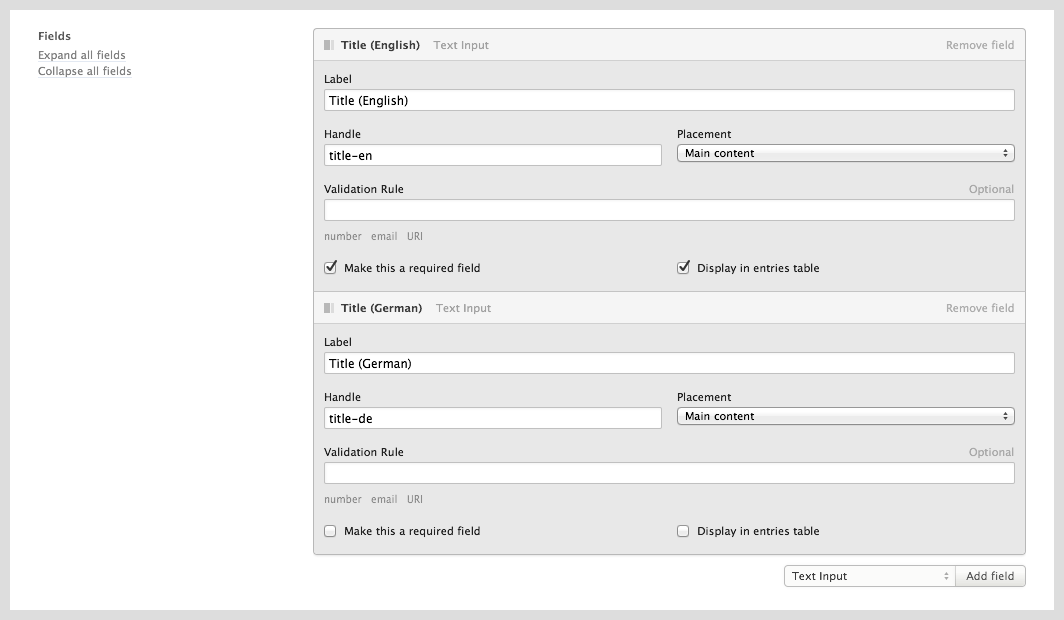 Fields
Expand all fields
Collapse all fields
Title (English) Text Input Remove field
Label
Title (English)
Handle Placement
title-en Main content
Validation Rule Optional
number email URI
Make this a required field Display in entries table
Title (German) Text Input Remove field
Label
Title (German)
Handle Placement
title-de Main content
Validation Rule Optional
number email URI
Make this a required field Display in entries table
Text Input Add field